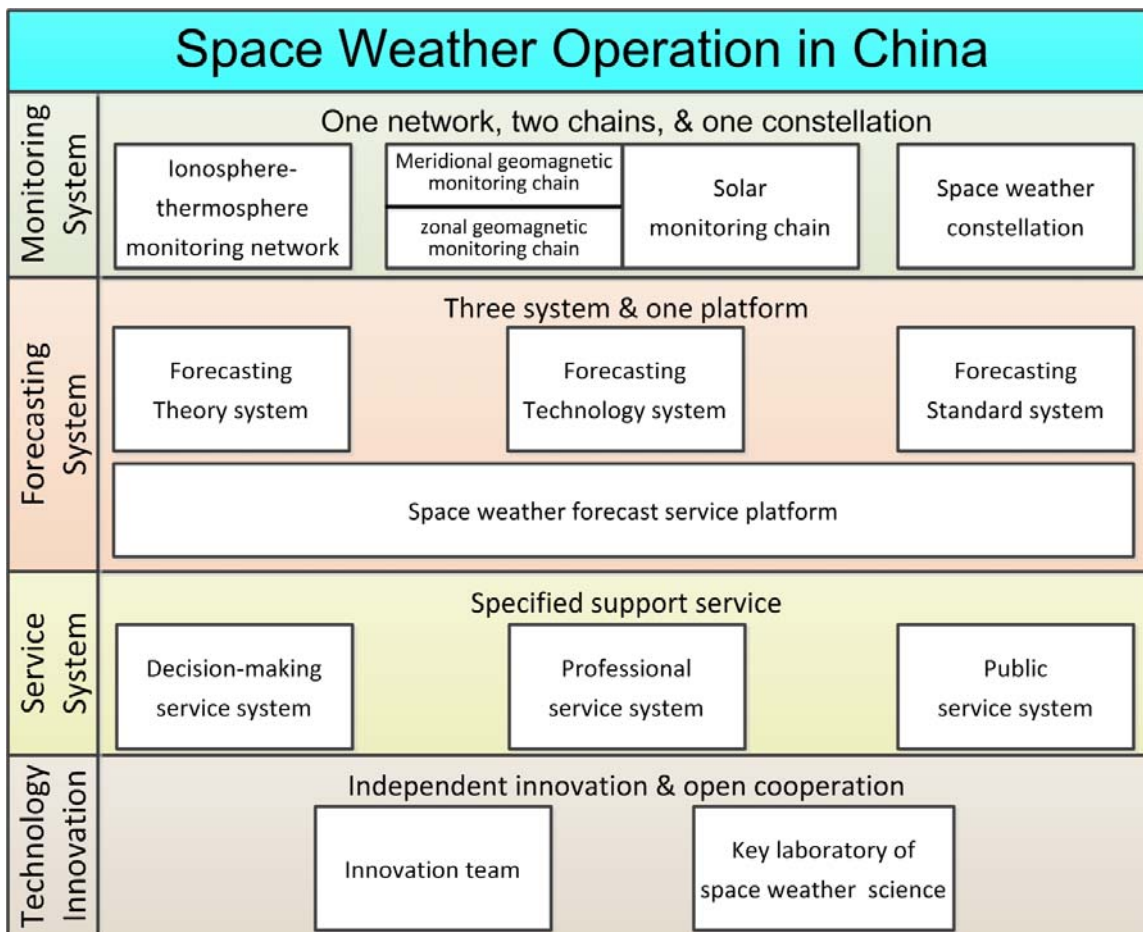 Space Weather Operation in China
Monitoring
System
One network, two chains, & one constellation
Ionosphere-
thermosphere
monitoring network
Meridional geomagnetic
monitoring chain
zonal geomagnetic
monitoring chain
Solar
monitoring chain
Space weather
constellation
Forecasting
System
Three system & one platform
Forecasting
Theory system
Forecasting
Technology system
Forecasting
Standard system
Space weather forecast service platform
Service
System
Specified support service
Decision-making
service system
Professional
service system
Public
service system
Technology
Innovation
Independent innovation & open cooperation
Innovation team
Key laboratory of
space weather science